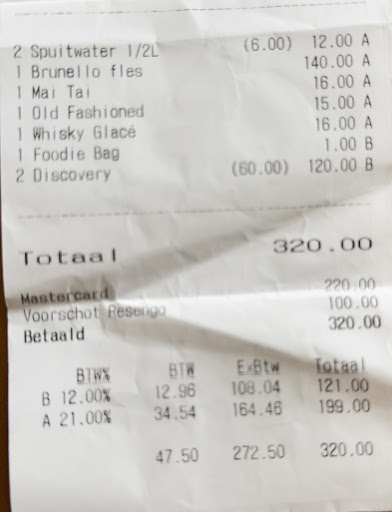 2 Spuitwater 1/2L (6.00) 12.00 A
1 Brunello fles 140.00 A
1 Mai Tai 16.00 A
1 Old Fashioned 15.00 A
1 Whisky Glacé 16.00 A
1 Foodie Bag 1.00 B
2 Discovery (60.00) 120.00 B
Totaal 320.00
Mastercard 220.00
Voorschot Resengo 100.00
Betaald 320.00
BTW% BTW ExBtw Totaal
B 12.00% 12.96 108.04 121.00
A 21.00% 34.54 164.46 199.00
47.50 272.50 320.00